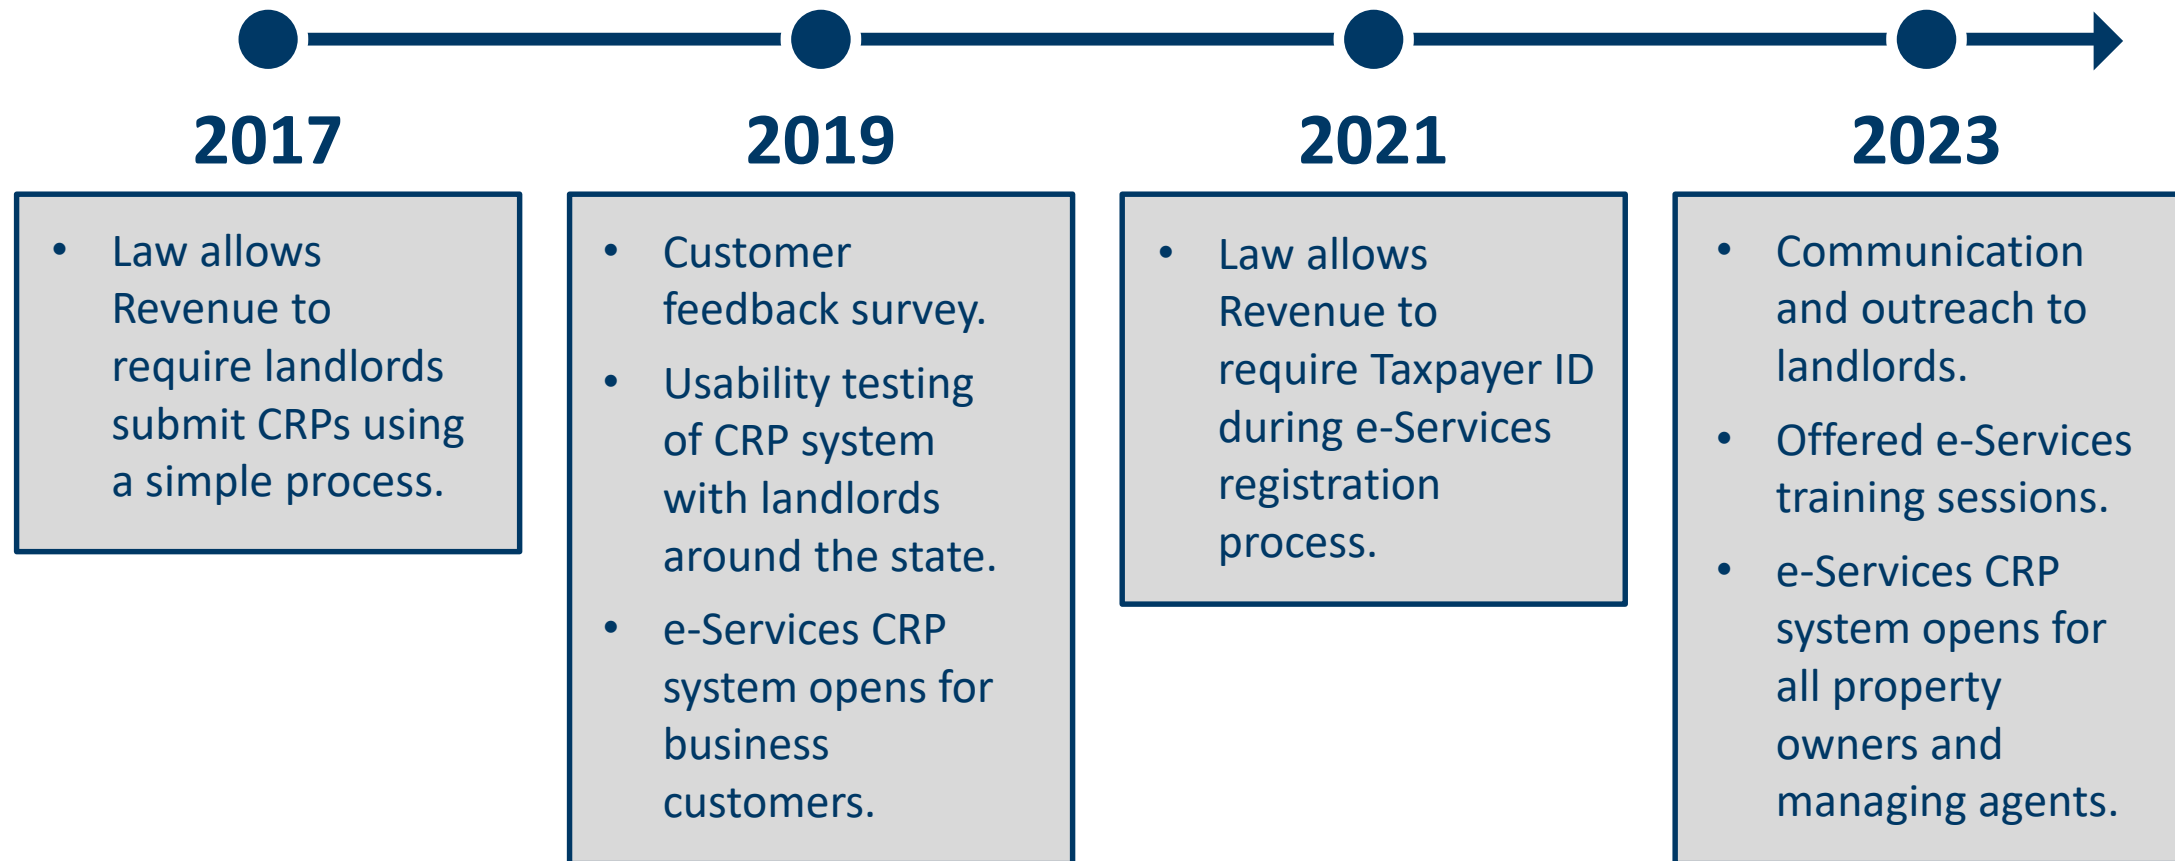 2017
• Law allows
Revenue to
require landlords
submit CRPs using
a simple process.
2019
• Customer
feedback survey.
• Usability testing
of CRP system
with landlords
around the state.
• e-Services CRP
system opens for
business
customers.
2021
• Law allows
Revenue to
require Taxpayer ID
during e-Services
registration
process.
2023
• Communication
and outreach to
landlords.
• Offered e-Services
training sessions.
• e-Services CRP
system opens for
all property
owners and
managing agents.